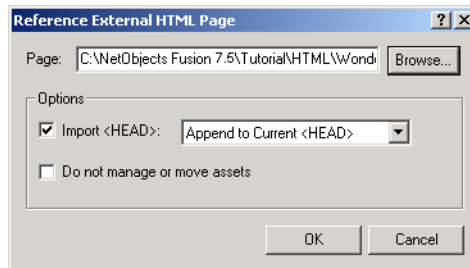 Reference External HTML Page
Page: C:\NetObjects Fusion 7.5\Tutorial\HTML\Wond Browse...
Options
Import <HEAD>: Append to Current <HEAD>
Do not manage or move assets
OK Cancel